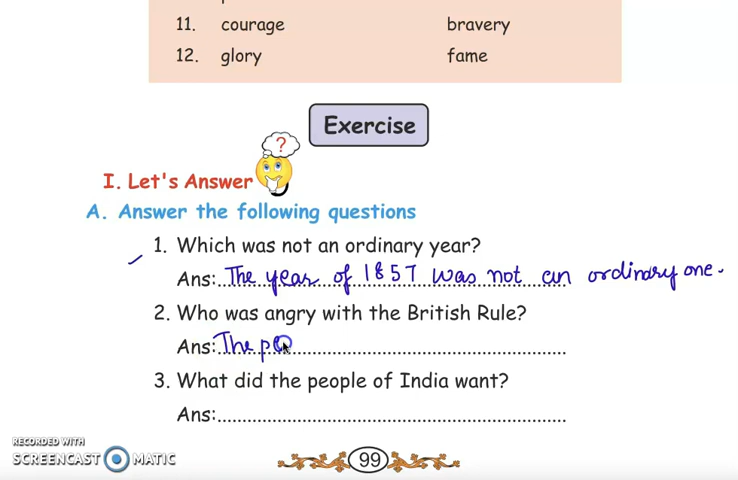 11. courage bravery
12. glory fame
Exercise
?
I. Let's Answer
A. Answer the following questions
1. Which was not an ordinary year?
Ans:The year of 1857 was not an ordinary one.
2. Who was angry with the British Rule?
Ans:The peo
3. What did the people of India want?
Ans:
RECORDED WITH
SCREENCAST MATIC
99